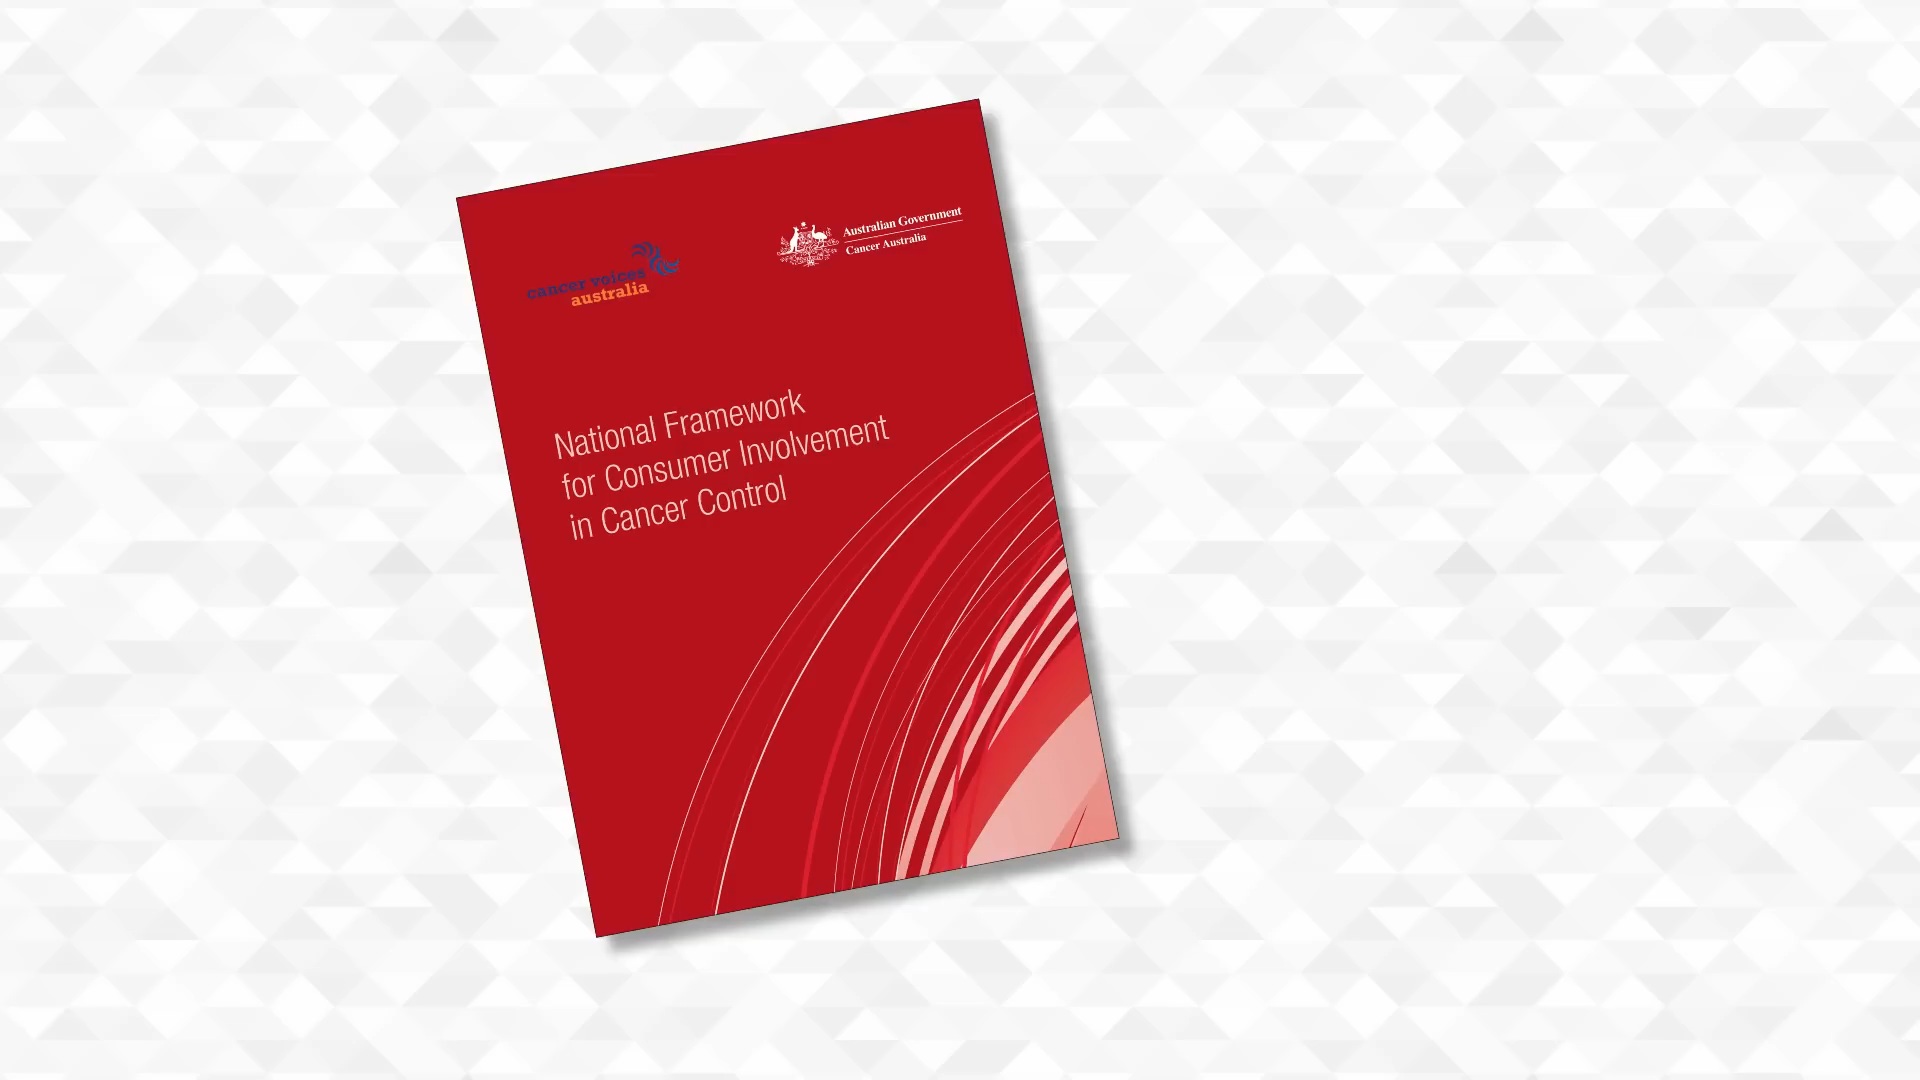 cancer voices
australia
Australian Government
Cancer Australia
National Framework
for Consumer Involvement
in Cancer Control